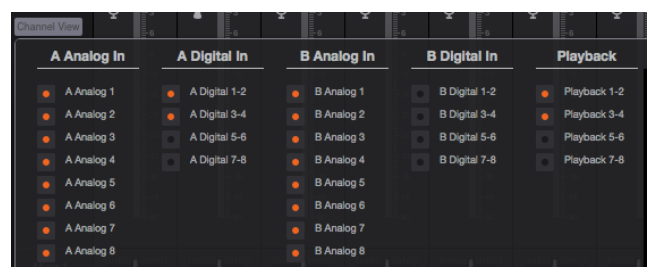 Channel View
A Analog In A Digital In B Analog In B Digital In Playback
A Analog 1 A Digital 1-2 B Analog 1 B Digital 1-2 Playback 1-2
A Analog 2 A Digital 3-4 B Analog 2 B Digital 3-4 Playback 3-4
A Analog 3 A Digital 5-6 B Analog 3 B Digital 5-6 Playback 5-6
A Analog 4 A Digital 7-8 B Analog 4 B Digital 7-8 Playback 7-8
A Analog 5 B Analog 5
A Analog 6 B Analog 6
A Analog 7 B Analog 7
A Analog 8 B Analog 8